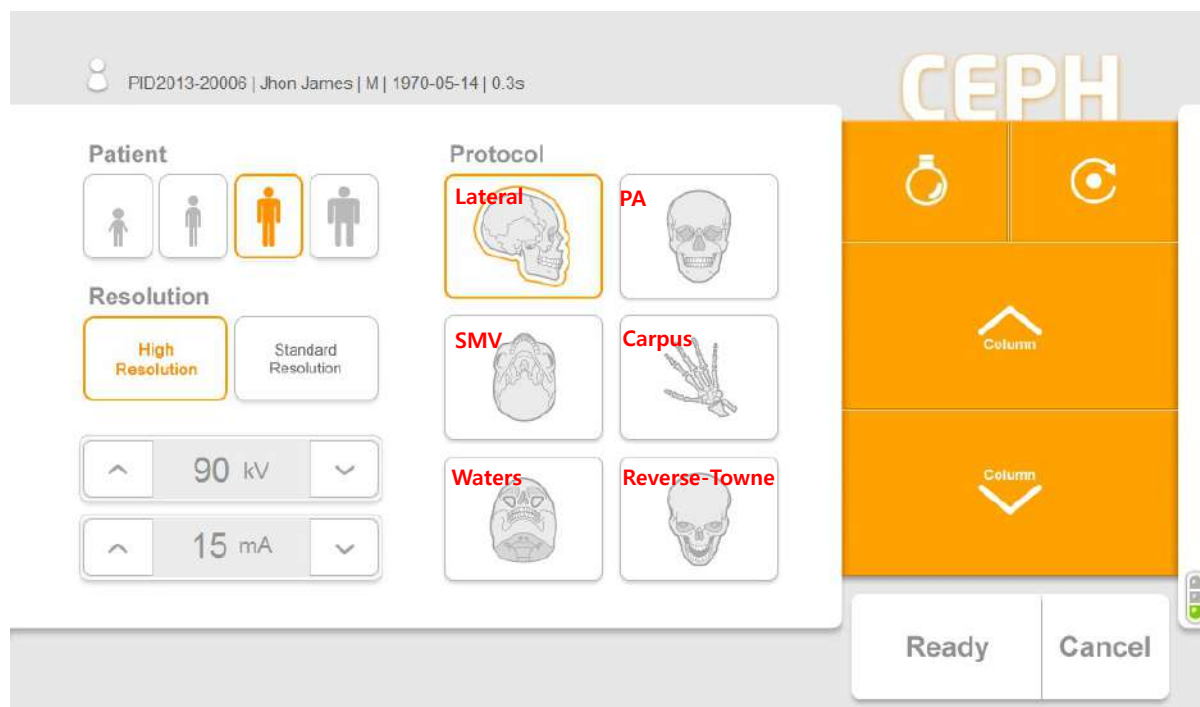 PID2013-20006 | Jhon James | M | 1970-05-14 | 0.3s
CEPH
Patient
Protocol
Lateral
PA
Resolution
High
Resolution
Standard
Resolution
SMV
Carpus
Column
90 kV
Waters
Reverse-Towne
Column
15 mA
Ready
Cancel